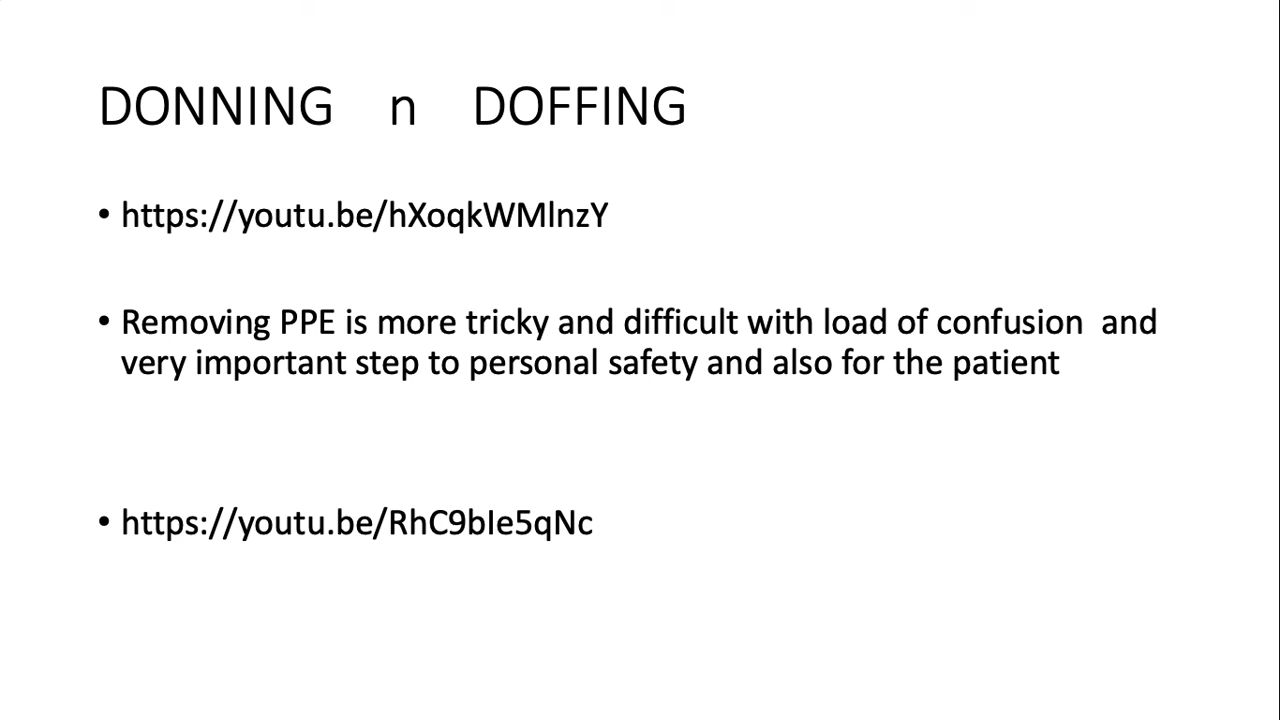 DONNING n DOFFING
• https://youtu.be/hXoqkWMlnzY
• Removing PPE is more tricky and difficult with load of confusion and
very important step to personal safety and also for the patient
• https://youtu.be/RhC9bIe5qNc